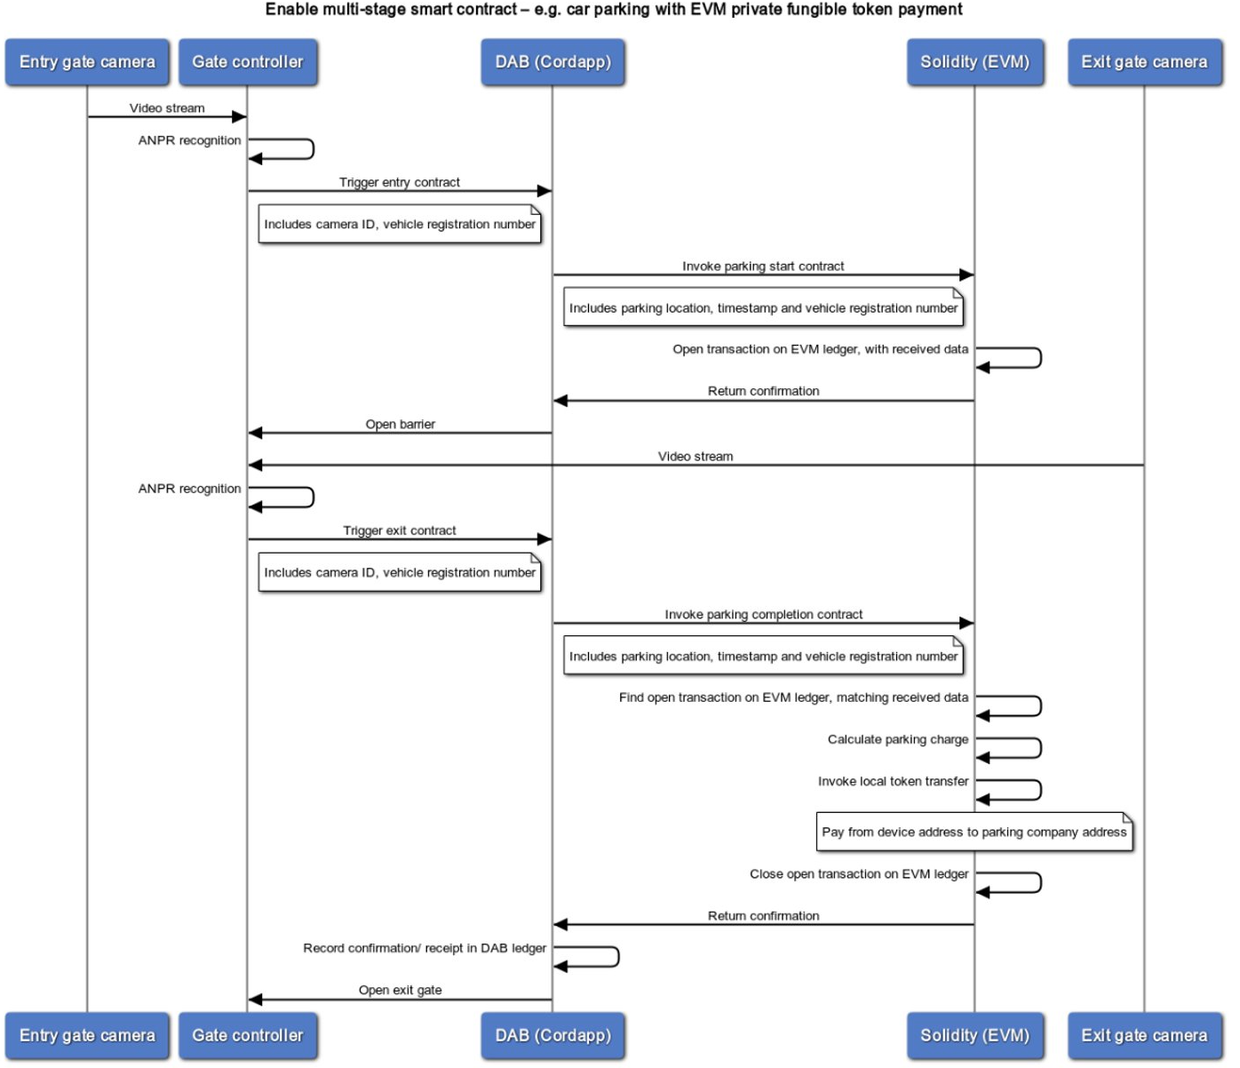 Enable multi-stage smart contract – e.g. car parking with EVM private fungible token payment
Entry gate camera
Gate controller
DAB (Cordapp)
Solidity (EVM)
Exit gate camera
Video stream
ANPR recognition
Trigger entry contract
Includes camera ID, vehicle registration number
Invoke parking start contract
Includes parking location, timestamp and vehicle registration number
Open transaction on EVM ledger, with received data
Return confirmation
Open barrier
Video stream
ANPR recognition
Trigger exit contract
Includes camera ID, vehicle registration number
Invoke parking completion contract
Includes parking location, timestamp and vehicle registration number
Find open transaction on EVM ledger, matching received data
Calculate parking charge
Invoke local token transfer
Pay from device address to parking company address
Close open transaction on EVM ledger
Return confirmation
Record confirmation/ receipt in DAB ledger
Open exit gate
Entry gate camera
Gate controller
DAB (Cordapp)
Solidity (EVM)
Exit gate camera